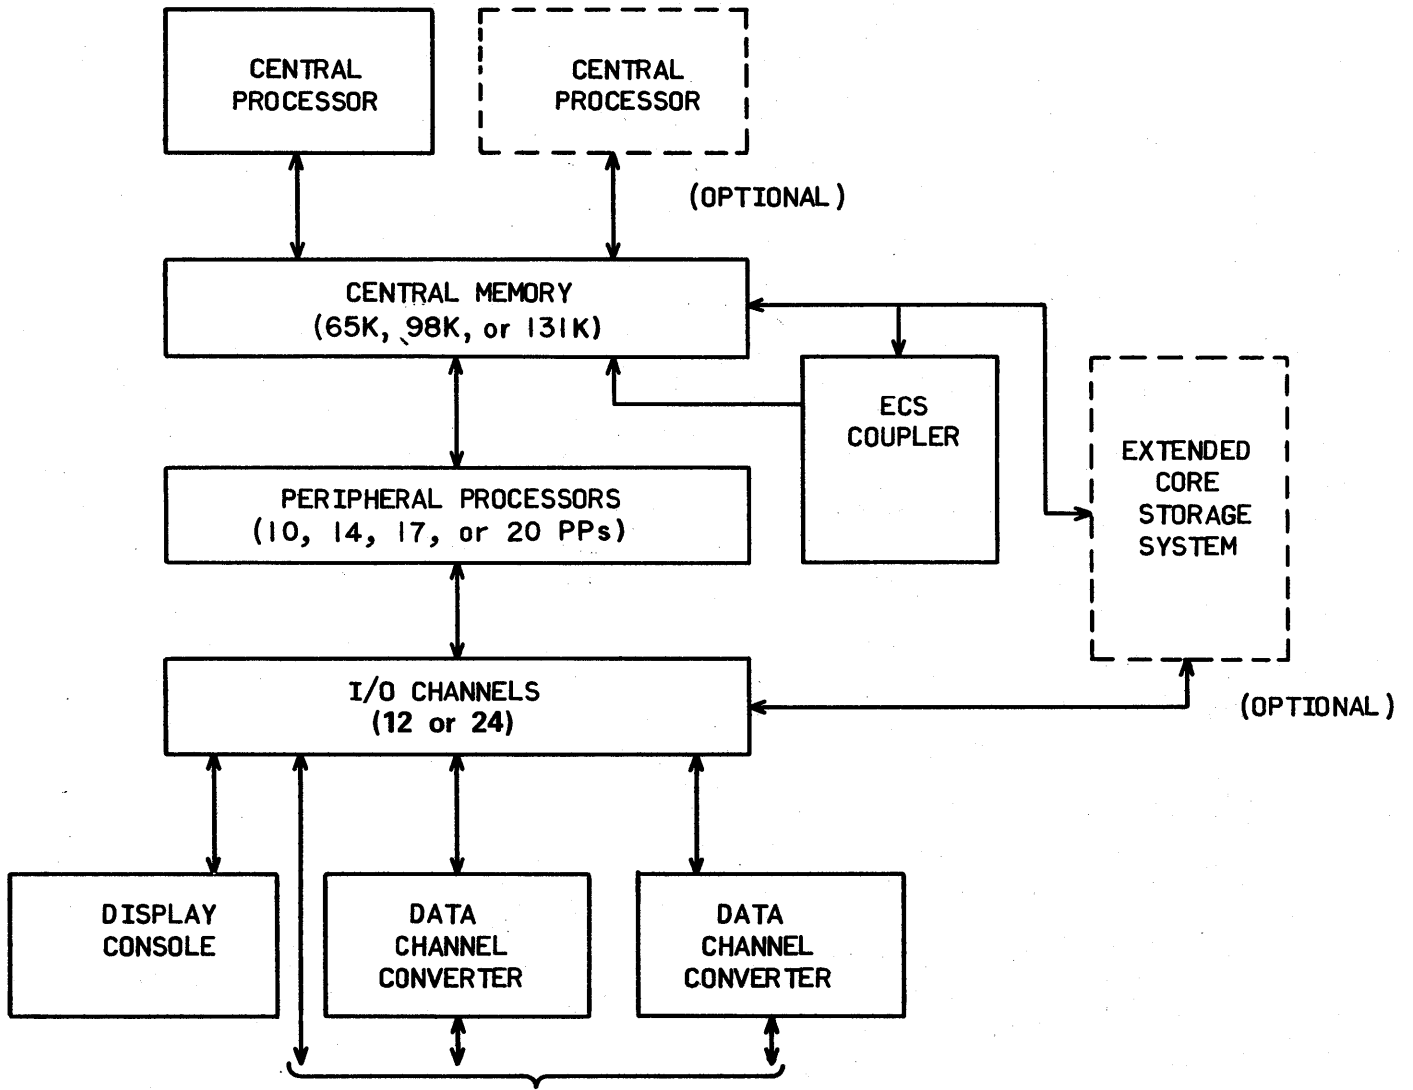 CENTRAL
PROCESSOR
CENTRAL
PROCESSOR
(OPTIONAL)
CENTRAL MEMORY
(65K, 98K, or 131K)
ECS
COUPLER
EXTENDED
CORE
STORAGE
SYSTEM
PERIPHERAL PROCESSORS
(10, 14, 17, or 20 PPs)
I/O CHANNELS
(12 or 24)
(OPTIONAL)
DISPLAY
CONSOLE
DATA
CHANNEL
CONVERTER
DATA
CHANNEL
CONVERTER